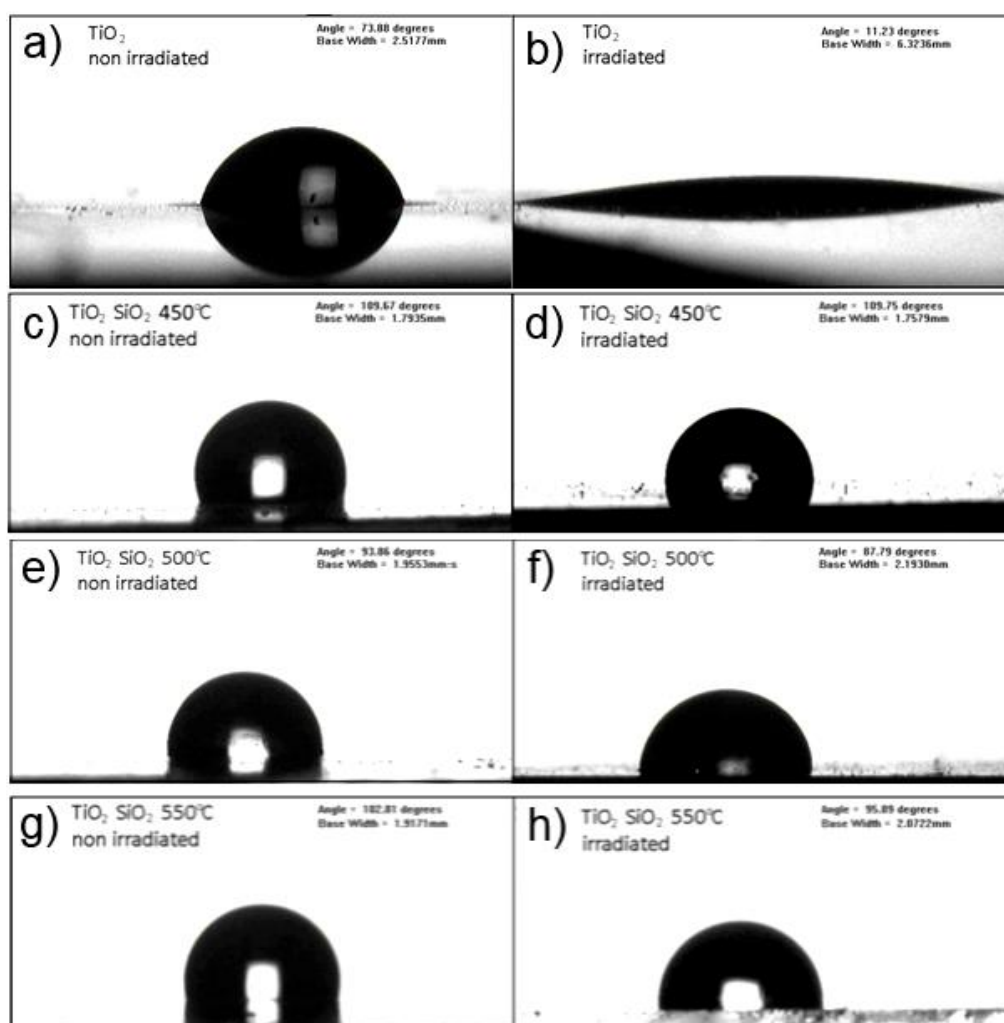 a) TiO₂
non irradiated
Angle = 73.88 degrees
Base Width = 2.5177mm
b) TiO₂
irradiated
Angle = 11.23 degrees
Base Width = 6.3236mm
c) TiO₂ SiO₂ 450℃
non irradiated
Angle = 109.67 degrees
Base Width = 1.7935mm
d) TiO₂ SiO₂ 450℃
irradiated
Angle = 109.75 degrees
Base Width = 1.7579mm
e) TiO₂ SiO₂ 500℃
non irradiated
Angle = 93.86 degrees
Base Width = 1.9553mm:s
f) TiO₂ SiO₂ 500℃
irradiated
Angle = 87.79 degrees
Base Width = 2.1930mm
g) TiO₂ SiO₂ 550℃
non irradiated
Angle = 102.81 degrees
Base Width = 1.9171mm
h) TiO₂ SiO₂ 550℃
irradiated
Angle = 95.89 degrees
Base Width = 2.0722mm